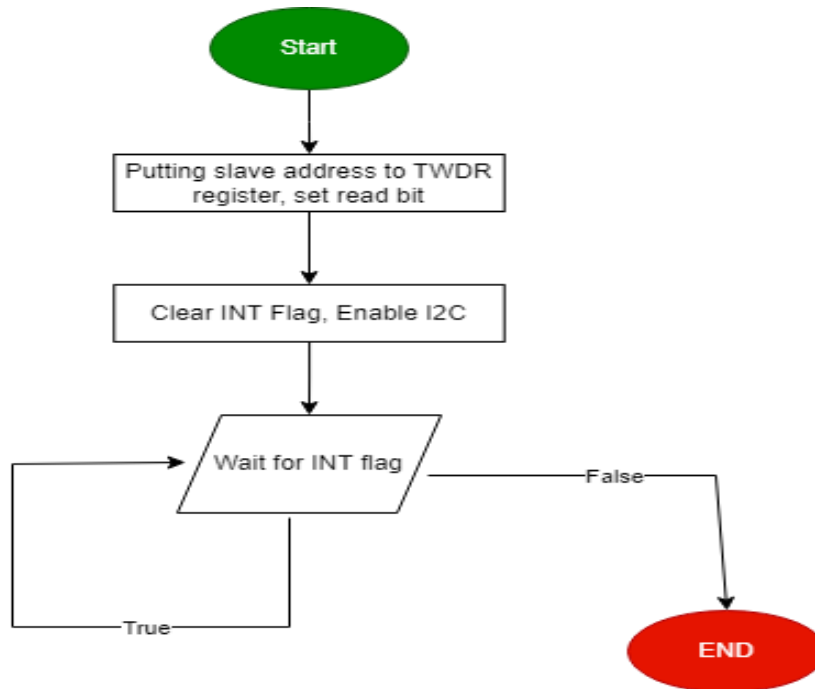 Start
Putting slave address to TWDR
register, set read bit
Clear INT Flag, Enable I2C
Wait for INT flag
False
True
END